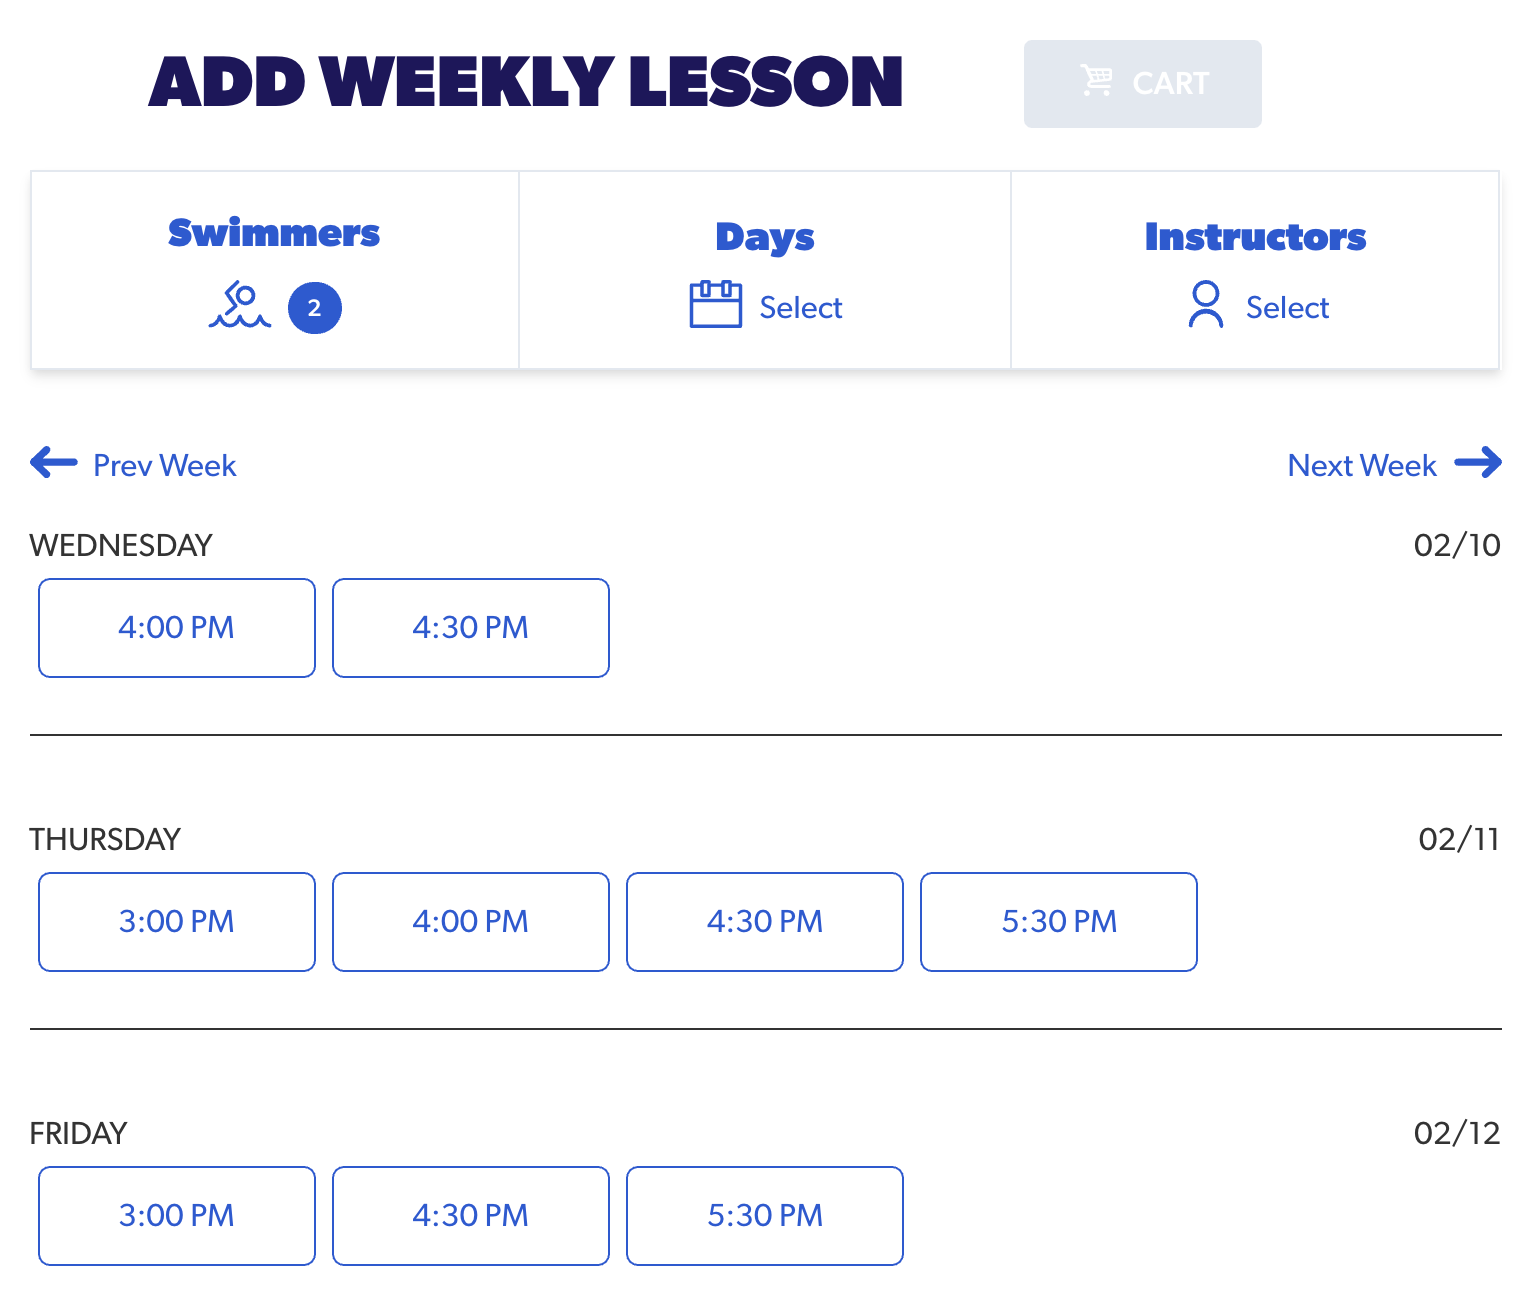 ADD WEEKLY LESSON
CART
Swimmers
2
Days
Select
Instructors
Select
Prev Week
Next Week
WEDNESDAY 02/10
4:00 PM 4:30 PM
THURSDAY 02/11
3:00 PM 4:00 PM 4:30 PM 5:30 PM
FRIDAY 02/12
3:00 PM 4:30 PM 5:30 PM